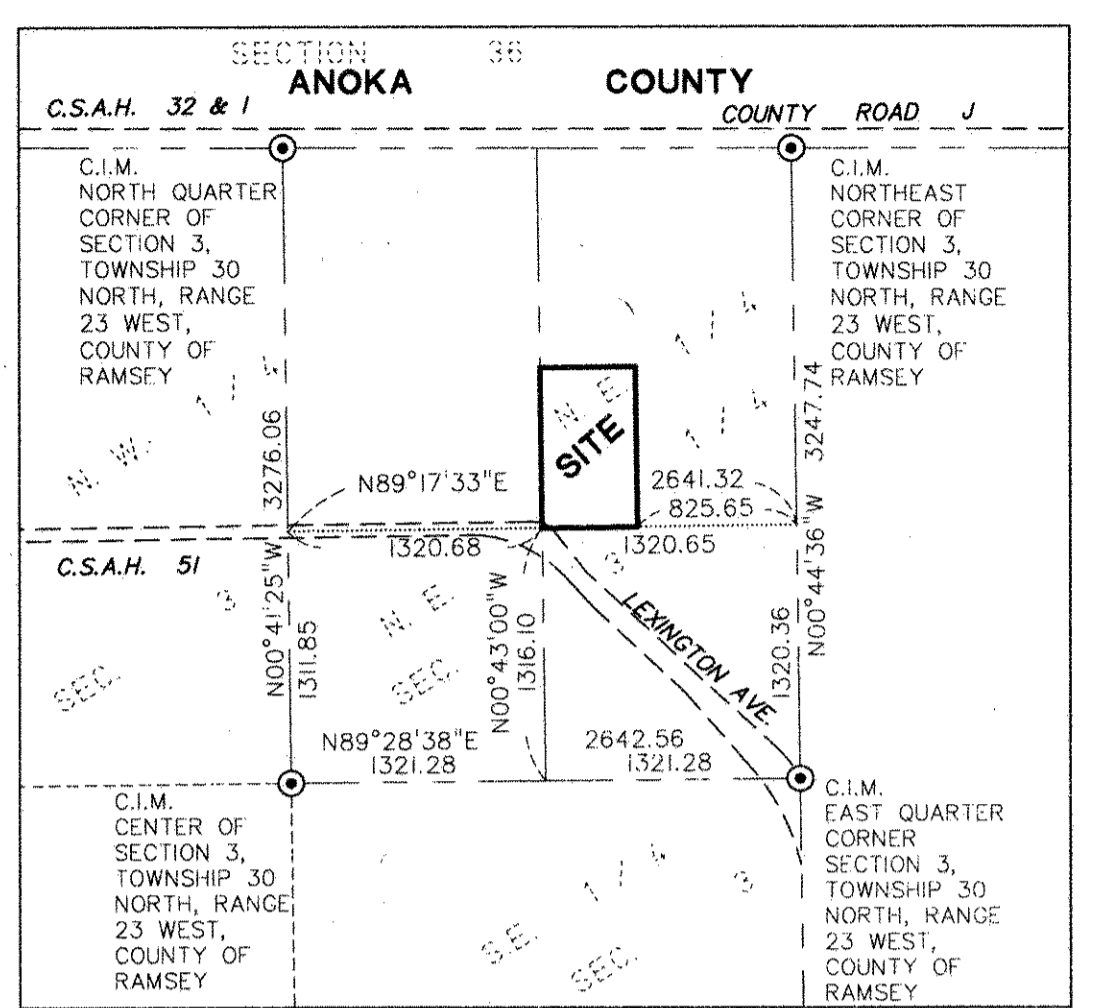 SECTION 36
ANOKA COUNTY
C.S.A.H. 32 & 1
COUNTY ROAD J
C.I.M.
NORTH QUARTER
CORNER OF
SECTION 3,
TOWNSHIP 30
NORTH, RANGE
23 WEST,
COUNTY OF
RAMSEY
C.I.M.
NORTHEAST
CORNER OF
SECTION 3,
TOWNSHIP 30
NORTH, RANGE
23 WEST,
COUNTY OF
RAMSEY
N.W. 1/4
N.E. 1/4
1/4
SITE
3276.06
3247.74
N89°17'33"E
2641.32
825.65
1320.68
1320.65
C.S.A.H. 51
3
3
N00°41'25"W
1311.85
N.E.
SEC.
SEC.
N00°43'00"W
1316.10
LEXINGTON AVE.
1320.36
N00°44'36"W
N89°28'38"E
1321.28
2642.56
1321.28
C.I.M.
CENTER OF
SECTION 3,
TOWNSHIP 30
NORTH, RANGE
23 WEST,
COUNTY OF
RAMSEY
S.E. 1/4
SEC. 3
C.I.M.
EAST QUARTER
CORNER
SECTION 3,
TOWNSHIP 30
NORTH, RANGE
23 WEST,
COUNTY OF
RAMSEY